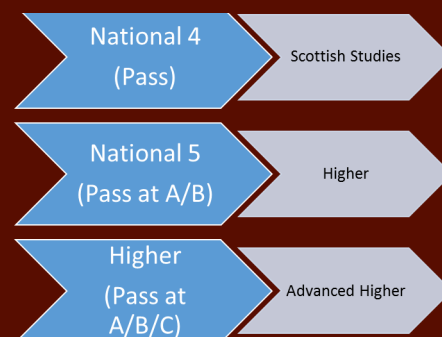 National 4
(Pass)
Scottish Studies
National 5
(Pass at A/B)
Higher
Higher
(Pass at
A/B/C)
Advanced Higher